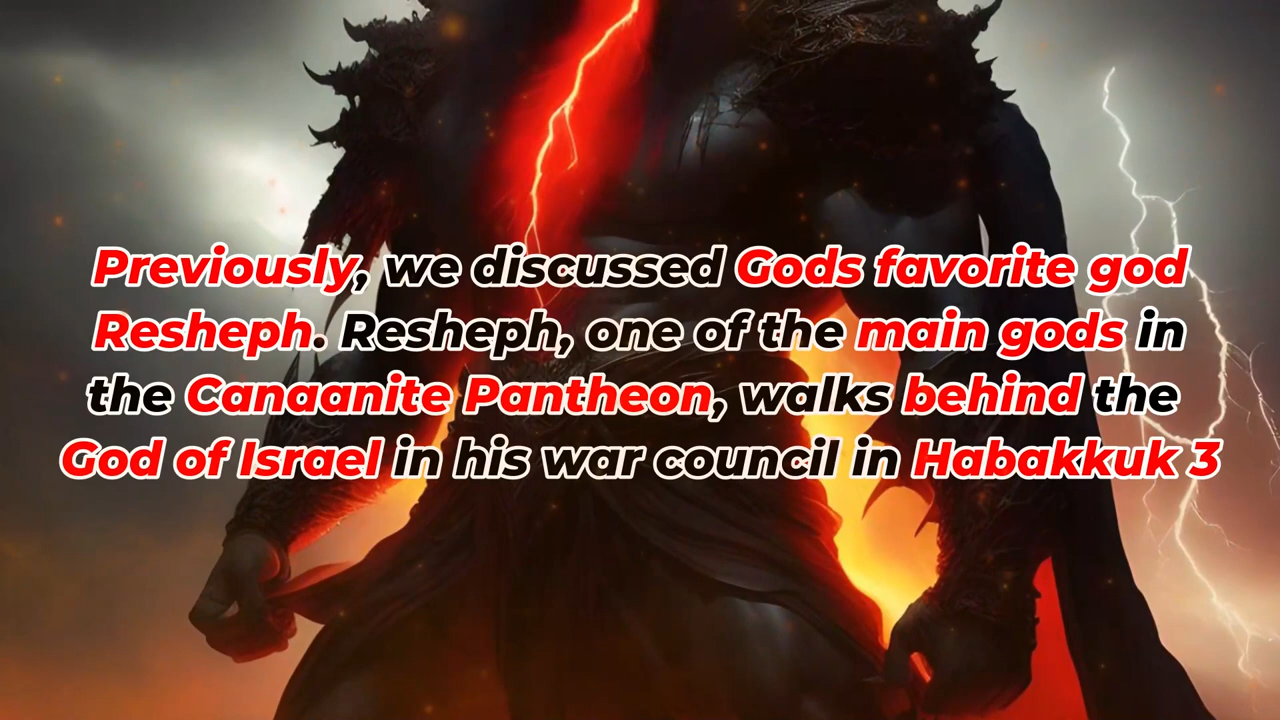 Previously, we discussed Gods favorite god
Resheph. Resheph, one of the main gods in
the Canaanite Pantheon, walks behind the
God of Israel in his war council in Habakkuk 3